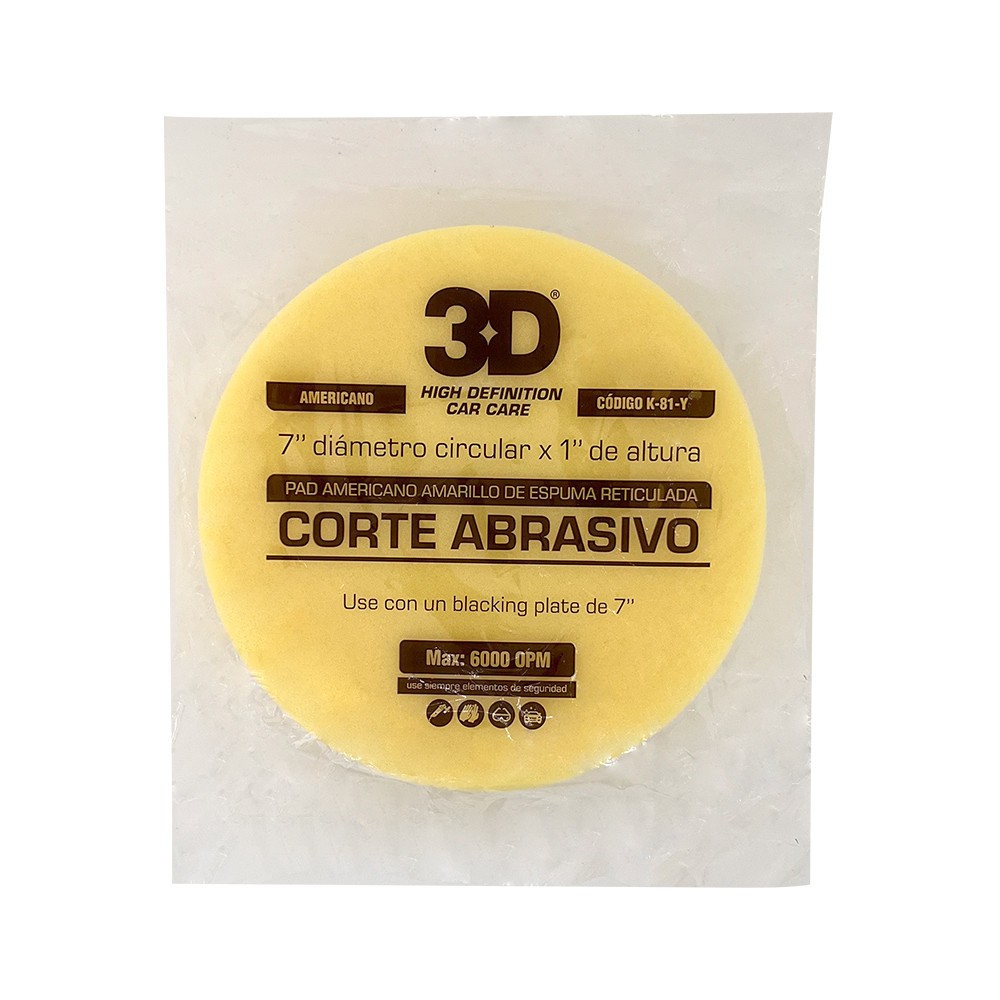 3D®
HIGH DEFINITION
CAR CARE
AMERICANO
CÓDIGO K-81-Y
7" diámetro circular x 1" de altura
PAD AMERICANO AMARILLO DE ESPUMA RETICULADA
CORTE ABRASIVO
Use con un blacking plate de 7"
Max: 6000 OPM
use siempre elementos de seguridad